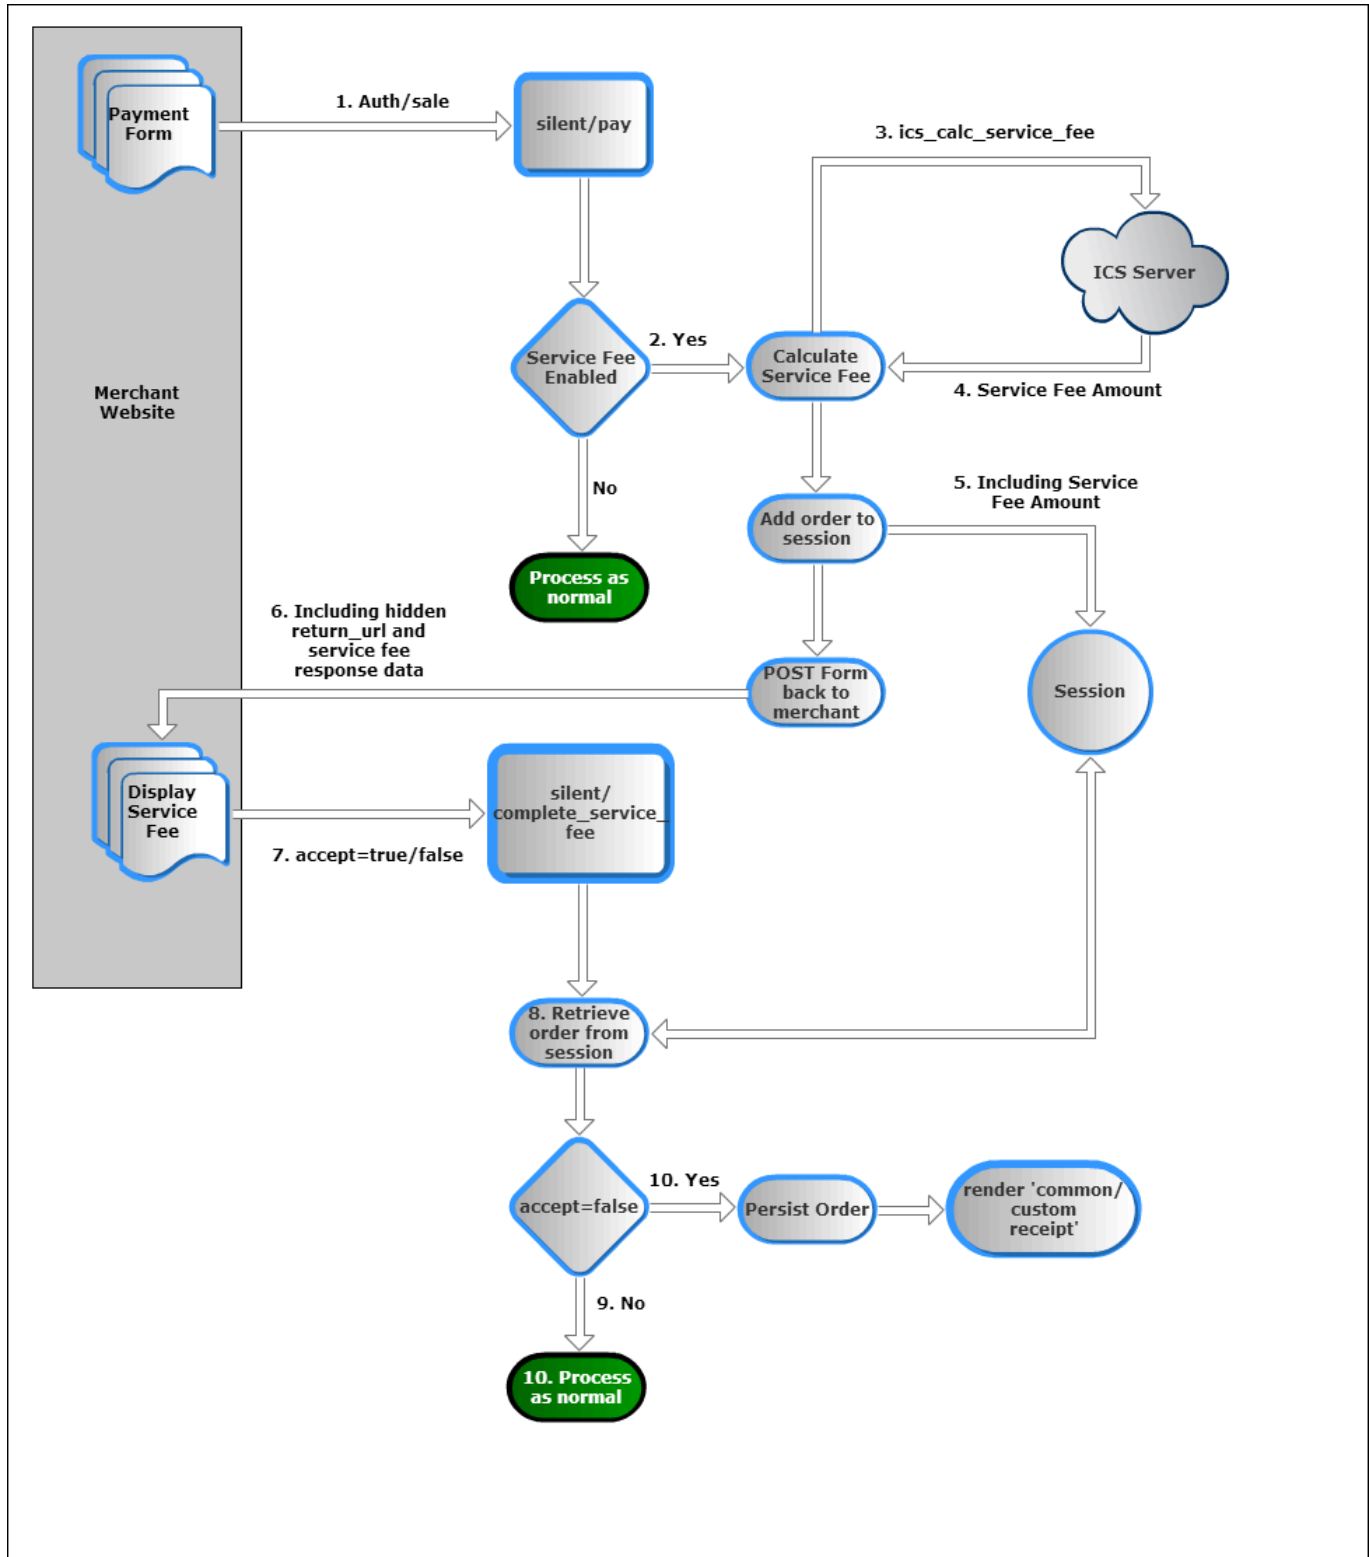 Payment
Form
1. Auth/sale
silent/pay
3. ics_calc_service_fee
ICS Server
2. Yes
Service Fee
Enabled
Calculate
Service Fee
4. Service Fee Amount
Merchant
Website
No
5. Including Service
Fee Amount
Add order to
session
Process as
normal
6. Including hidden
return_url and
service fee
response data
POST Form
back to
merchant
Session
Display
Service
Fee
7. accept=true/false
silent/
complete_service_
fee
8. Retrieve
order from
session
accept=false
10. Yes
Persist Order
render 'common/
custom
receipt'
9. No
10. Process
as normal